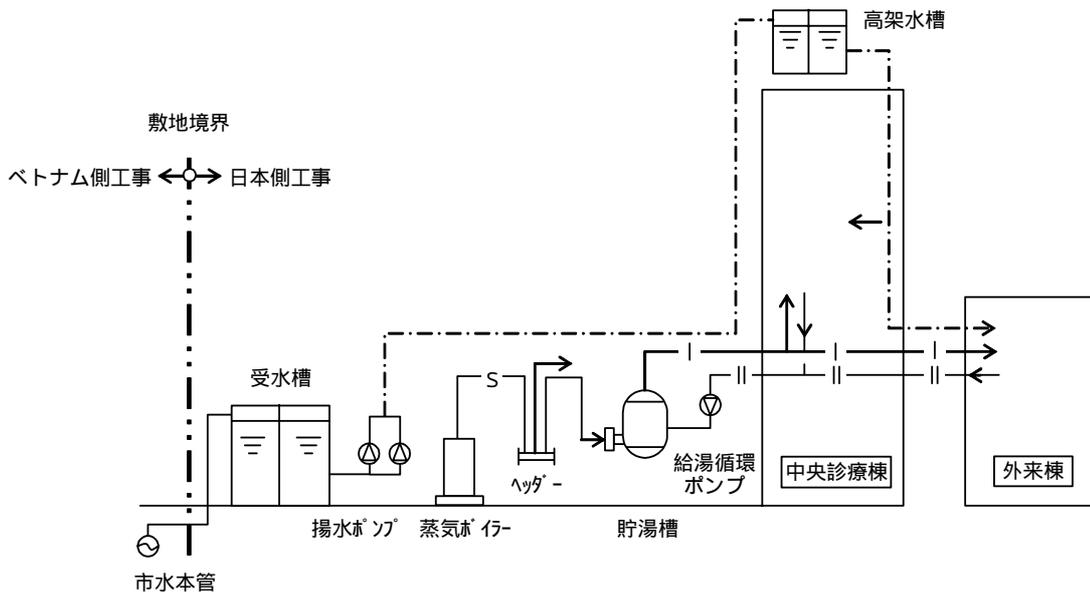 高架水槽
敷地境界
ベトナム側工事
日本側工事
受水槽
S
ヘッダー
給湯循環
ポンプ
中央診療棟
外来棟
揚水ポンプ
蒸気ボイラー
貯湯槽
市水本管